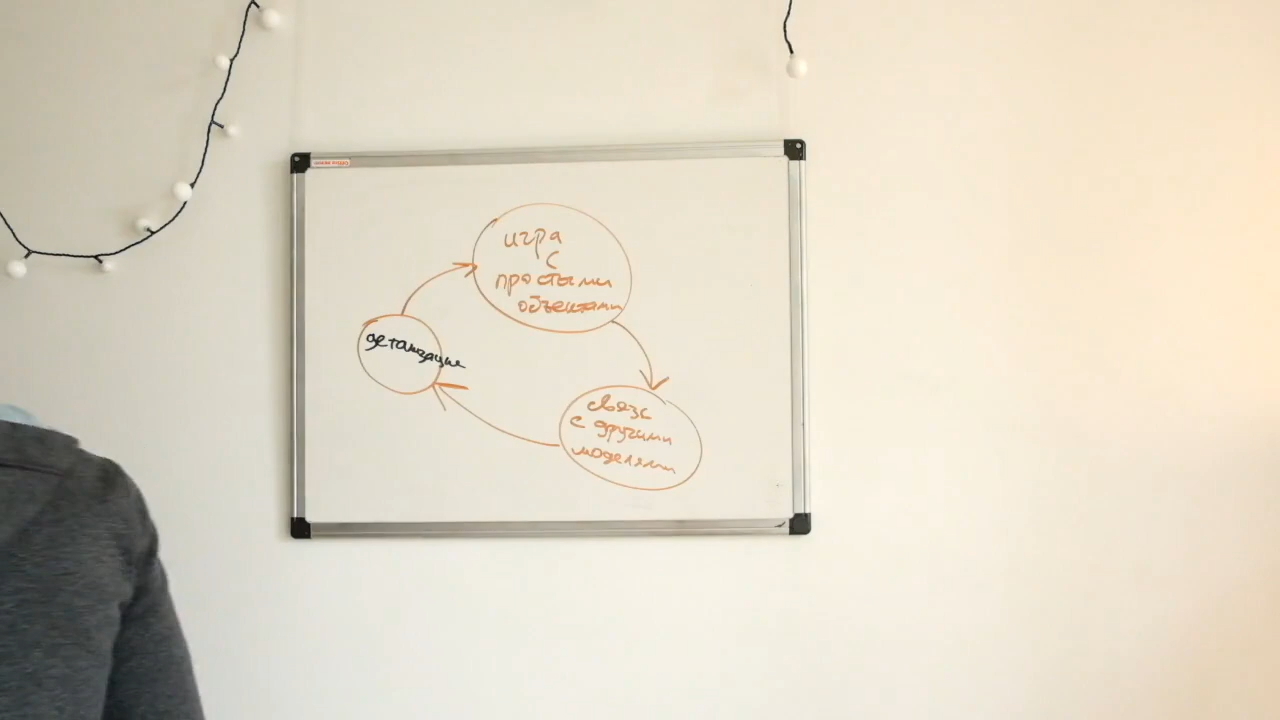 игра
с
простыми
объектами
детализация
связь
с другими
моделями